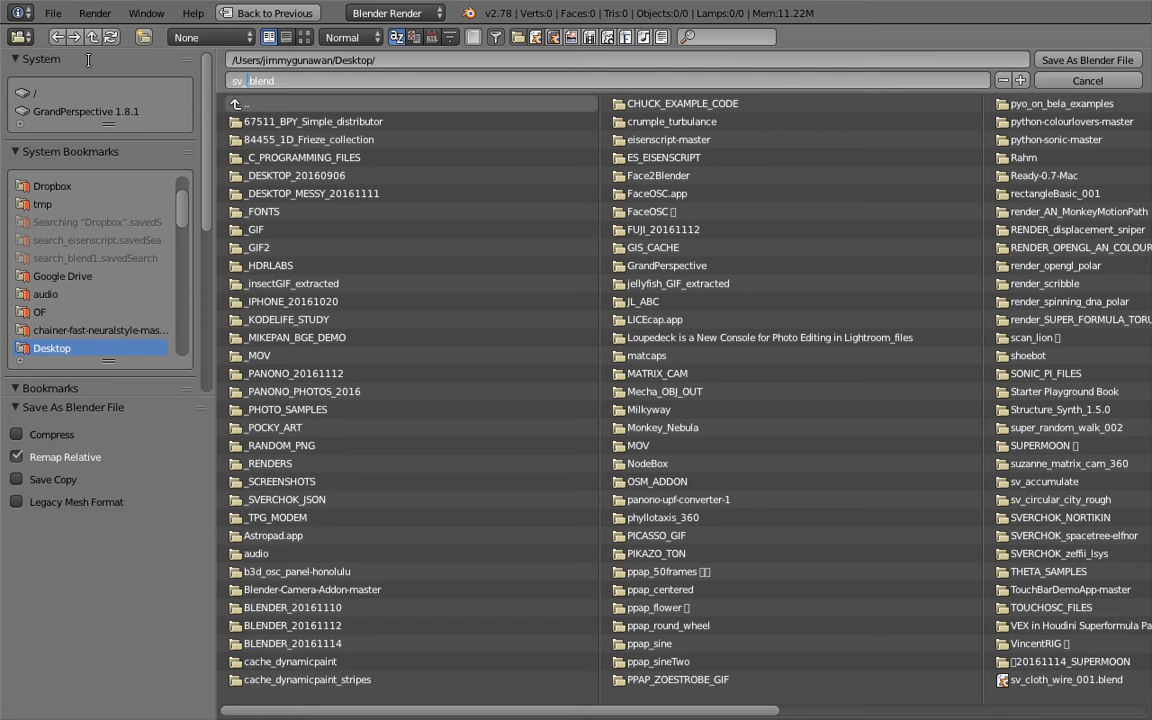 File Render Window Help Back to Previous Blender Render v2.78 | Verts:0 | Faces:0 | Tris:0 | Objects:0/0 | Lamps:0/0 | Mem:11.22M
None Normal
System
/
GrandPerspective 1.8.1
System Bookmarks
Dropbox
tmp
Searching "Dropbox".savedS
search_eisenscript.savedSea
search_blend1.savedSearch
Google Drive
audio
OF
chainer-fast-neuralstyle-mas...
Desktop
Bookmarks
Save As Blender File
Compress
Remap Relative
Save Copy
Legacy Mesh Format
/Users/jimmygunawan/Desktop/ Save As Blender File
sv_.blend Cancel
..
67511_BPY_Simple_distributor
84455_1D_Frieze_collection
_C_PROGRAMMING_FILES
_DESKTOP_20160906
_DESKTOP_MESSY_20161111
_FONTS
_GIF
_GIF2
_HDRLABS
_insectGIF_extracted
_IPHONE_20161020
_KODELIFE_STUDY
_MIKEPAN_BGE_DEMO
_MOV
_PANONO_20161112
_PANONO_PHOTOS_2016
_PHOTO_SAMPLES
_POCKY_ART
_RANDOM_PNG
_RENDERS
_SCREENSHOTS
_SVERCHOK_JSON
_TPG_MODEM
Astropad.app
audio
b3d_osc_panel-honolulu
Blender-Camera-Addon-master
BLENDER_20161110
BLENDER_20161112
BLENDER_20161114
cache_dynamicpaint
cache_dynamicpaint_stripes
CHUCK_EXAMPLE_CODE
crumple_turbulance
eisenscript-master
ES_EISENSCRIPT
Face2Blender
FaceOSC.app
FaceOSC
FUJI_20161112
GIS_CACHE
GrandPerspective
jellyfish_GIF_extracted
JL_ABC
LICEcap.app
Loupedeck is a New Console for Photo Editing in Lightroom_files
matcaps
MATRIX_CAM
Mecha_OBJ_OUT
Milkyway
Monkey_Nebula
MOV
NodeBox
OSM_ADDON
panono-upf-converter-1
phyllotaxis_360
PICASSO_GIF
PIKAZO_TON
ppap_50frames
ppap_centered
ppap_flower
ppap_round_wheel
ppap_sine
ppap_sineTwo
PPAP_ZOESTROBE_GIF
pyo_on_bela_examples
python-colourlovers-master
python-sonic-master
Rahm
Ready-0.7-Mac
rectangleBasic_001
render_AN_MonkeyMotionPath
RENDER_displacement_sniper
RENDER_OPENGL_AN_COLOUR
render_opengl_polar
render_scribble
render_spinning_dna_polar
render_SUPER_FORMULA_TORU
scan_lion
shoebot
SONIC_PI_FILES
Starter Playground Book
Structure_Synth_1.5.0
super_random_walk_002
SUPERMOON
suzanne_matrix_cam_360
sv_accumulate
sv_circular_city_rough
SVERCHOK_NORTIKIN
SVERCHOK_spacetree-elfnor
SVERCHOK_zeffii_lsys
THETA_SAMPLES
TouchBarDemoApp-master
TOUCHOSC_FILES
VEX in Houdini Superformula Pa
VincentRIG
20161114_SUPERMOON
sv_cloth_wire_001.blend